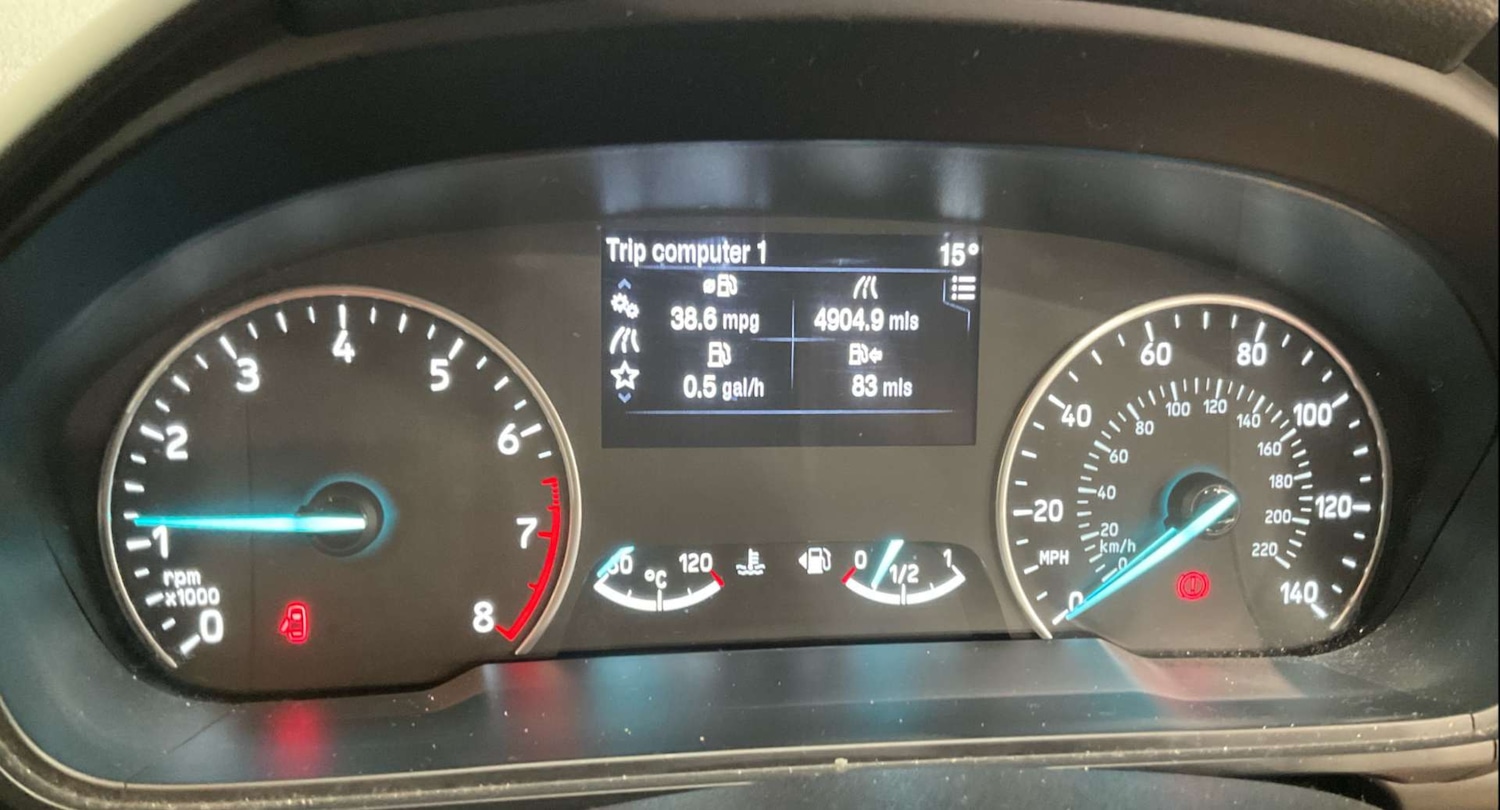 Trip computer 1 15°
38.6 mpg 4904.9 mls
0.5 gal/h 83 mls
0 1 2 3 4 5 6 7 8
rpm
x1000
60 °C 120
0 1/2 1
0 20 40 60 80 100 120 140
MPH
0 20 40 60 80 100 120 140 160 180 200 220
km/h